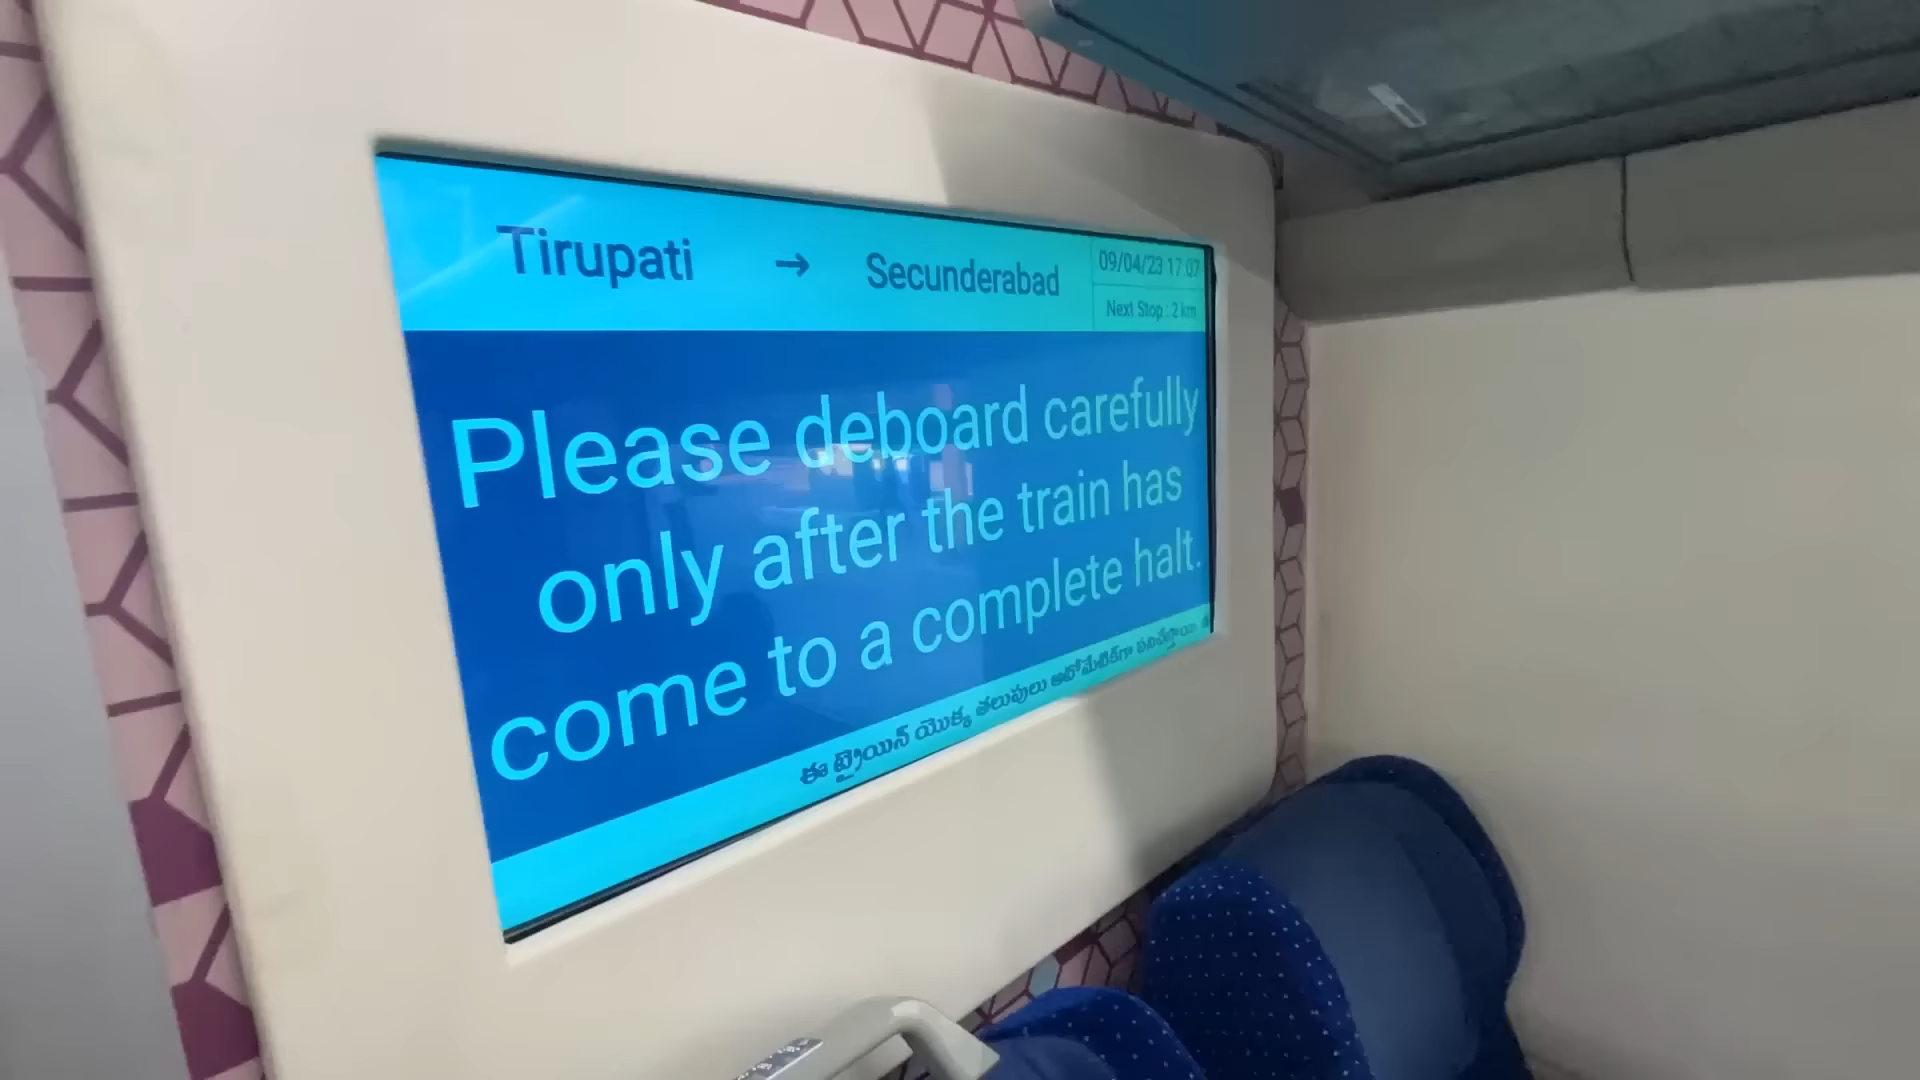 Tirupati → Secunderabad
09/04/23 17:07
Next Stop : 2 km
Please deboard carefully
only after the train has
come to a complete halt.
ఈ ట్రైయిన్ యొక్క తలుపులు ఆటోమేటిక్‌గా పనిచేస్తాయి